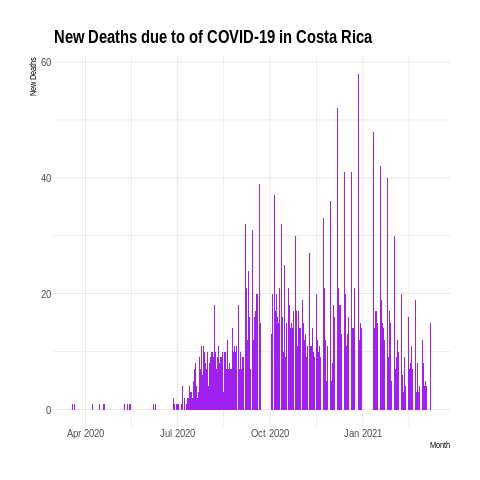 New Deaths due to of COVID-19 in Costa Rica
New Deaths
60
40
20
0
Apr 2020
Jul 2020
Oct 2020
Jan 2021
Month